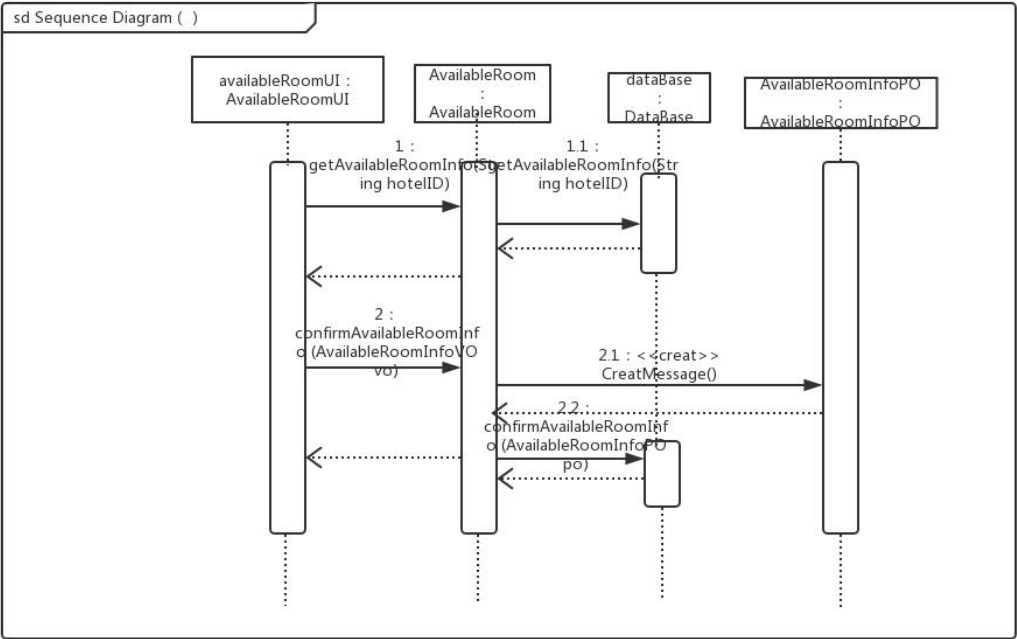 sd Sequence Diagram ( )
availableRoomUI :
AvailableRoomUI
AvailableRoom
:
AvailableRoom
dataBase
:
DataBase
AvailableRoomInfoPO
:
AvailableRoomInfoPO
1 :
getAvailableRoomInfo(Str
ing hotelID)
1.1 :
getAvailableRoomInfo(Str
ing hotelID)
2 :
confirmAvailableRoomInf
o (AvailableRoomInfoVO
vo)
2.1 : <<creat>>
CreatMessage()
2.2 :
confirmAvailableRoomInf
o (AvailableRoomInfoPO
po)